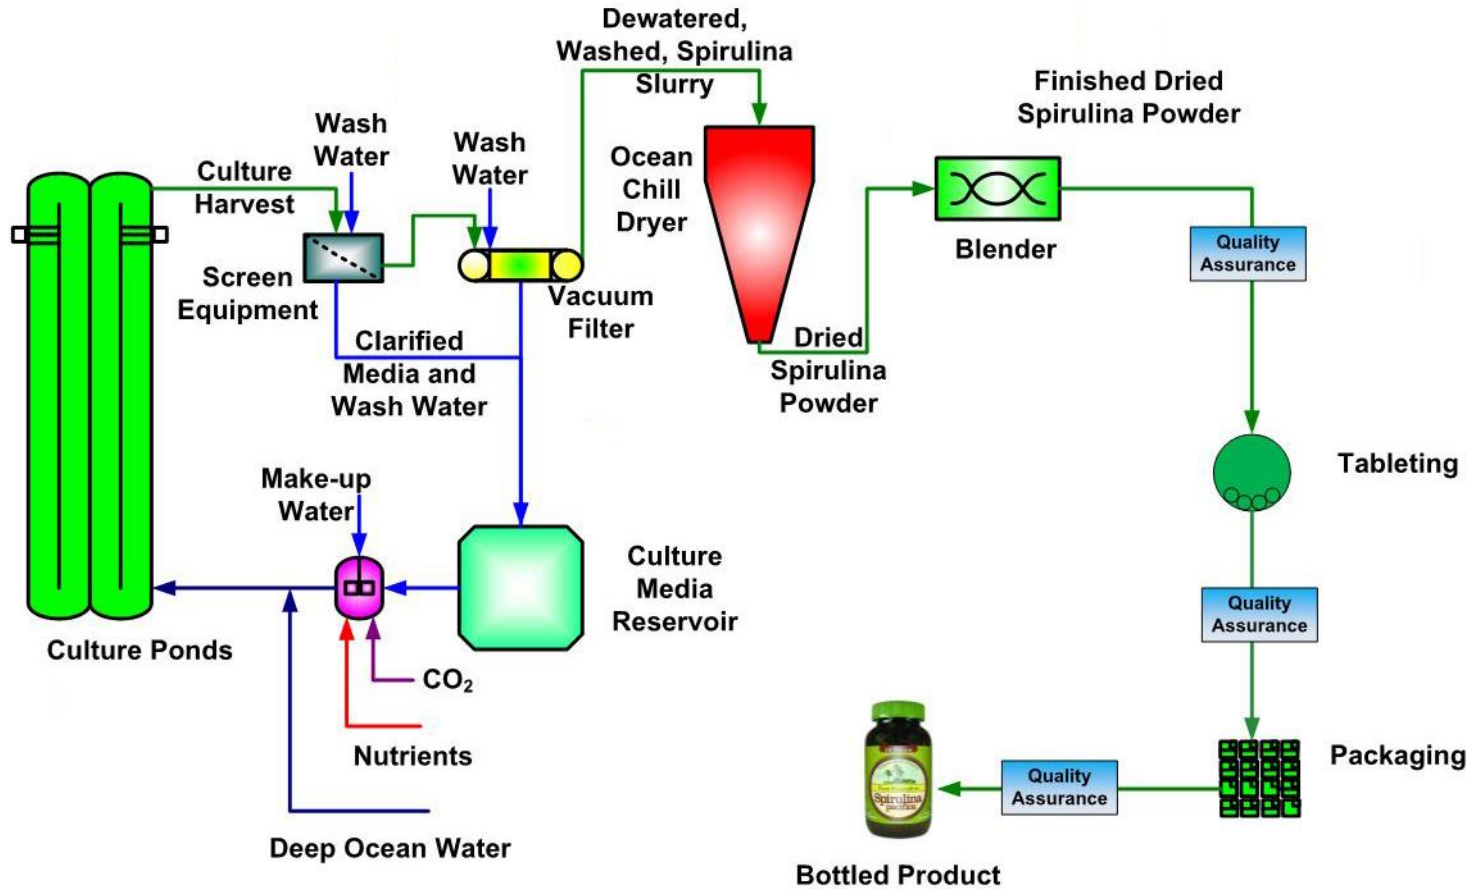 Dewatered,
Washed, Spirulina
Slurry
Finished Dried
Spirulina Powder
Wash
Water
Wash
Water
Culture
Harvest
Ocean
Chill
Dryer
Blender
Quality
Assurance
Screen
Equipment
Vacuum
Filter
Clarified
Media and
Wash Water
Dried
Spirulina
Powder
Make-up
Water
Tableting
Culture
Media
Reservoir
Culture Ponds
CO₂
Nutrients
Quality
Assurance
Deep Ocean Water
Packaging
Quality
Assurance
Spirulina
pacifica
Bottled Product